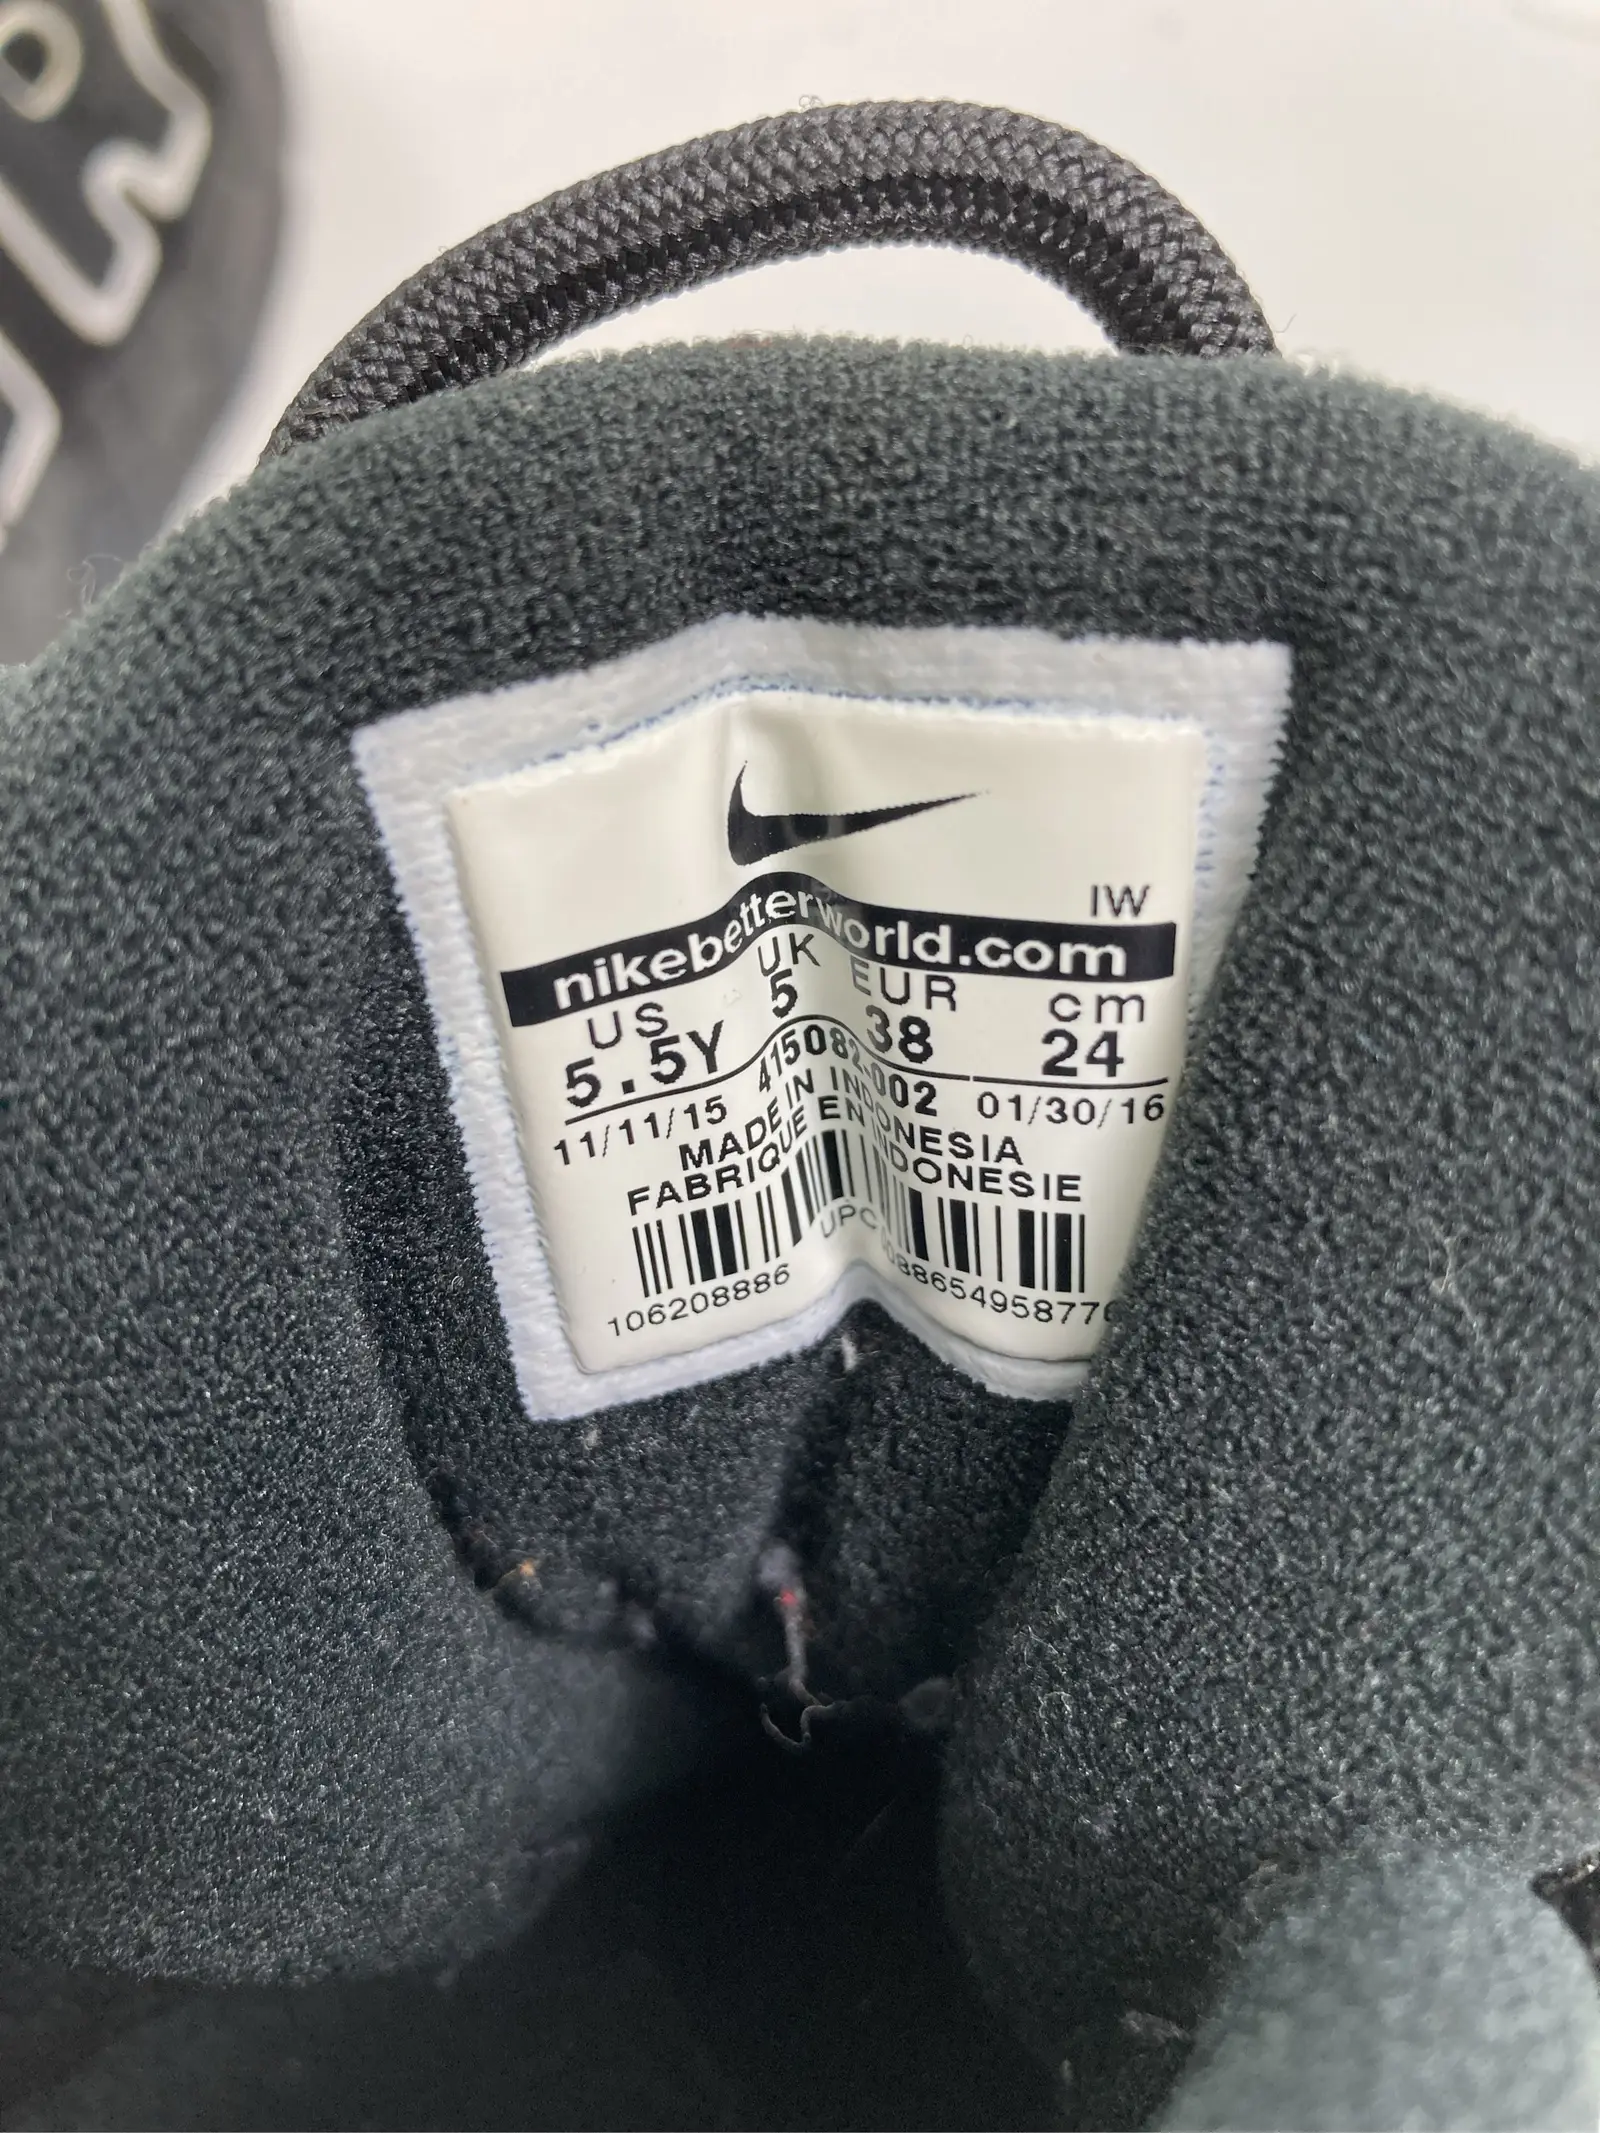 IW
nikebetterworld.com
US UK EUR cm
5.5Y 5 38 24
11/11/15 415082-002 01/30/16
MADE IN INDONESIA
FABRIQUE EN INDONESIE
UPC
106208886